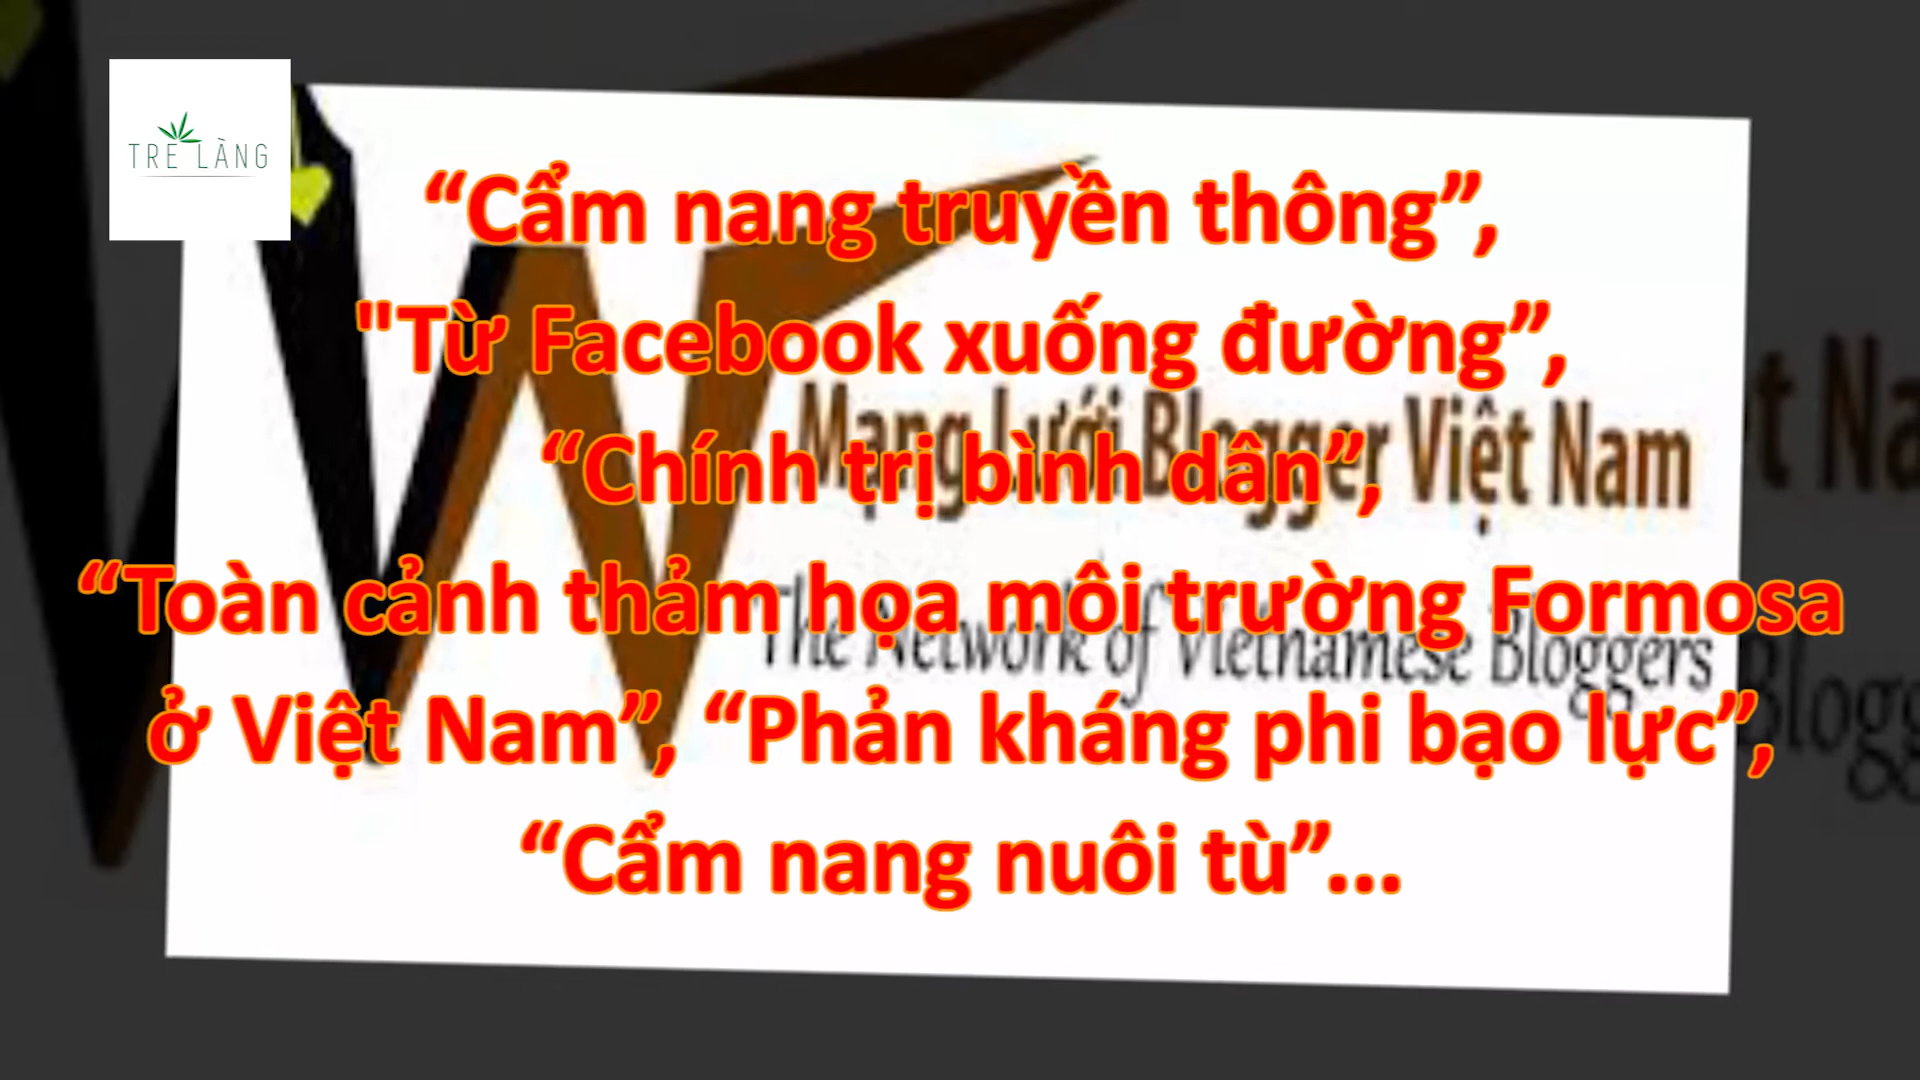 TRE LÀNG
“Cẩm nang truyền thông”,
"Từ Facebook xuống đường”,
“Chính trị bình dân”,
Mạng Lưới Blogger Việt Nam
“Toàn cảnh thảm họa môi trường Formosa
The Network of Vietnamese Bloggers
ở Việt Nam”, “Phản kháng phi bạo lực”,
“Cẩm nang nuôi tù”...